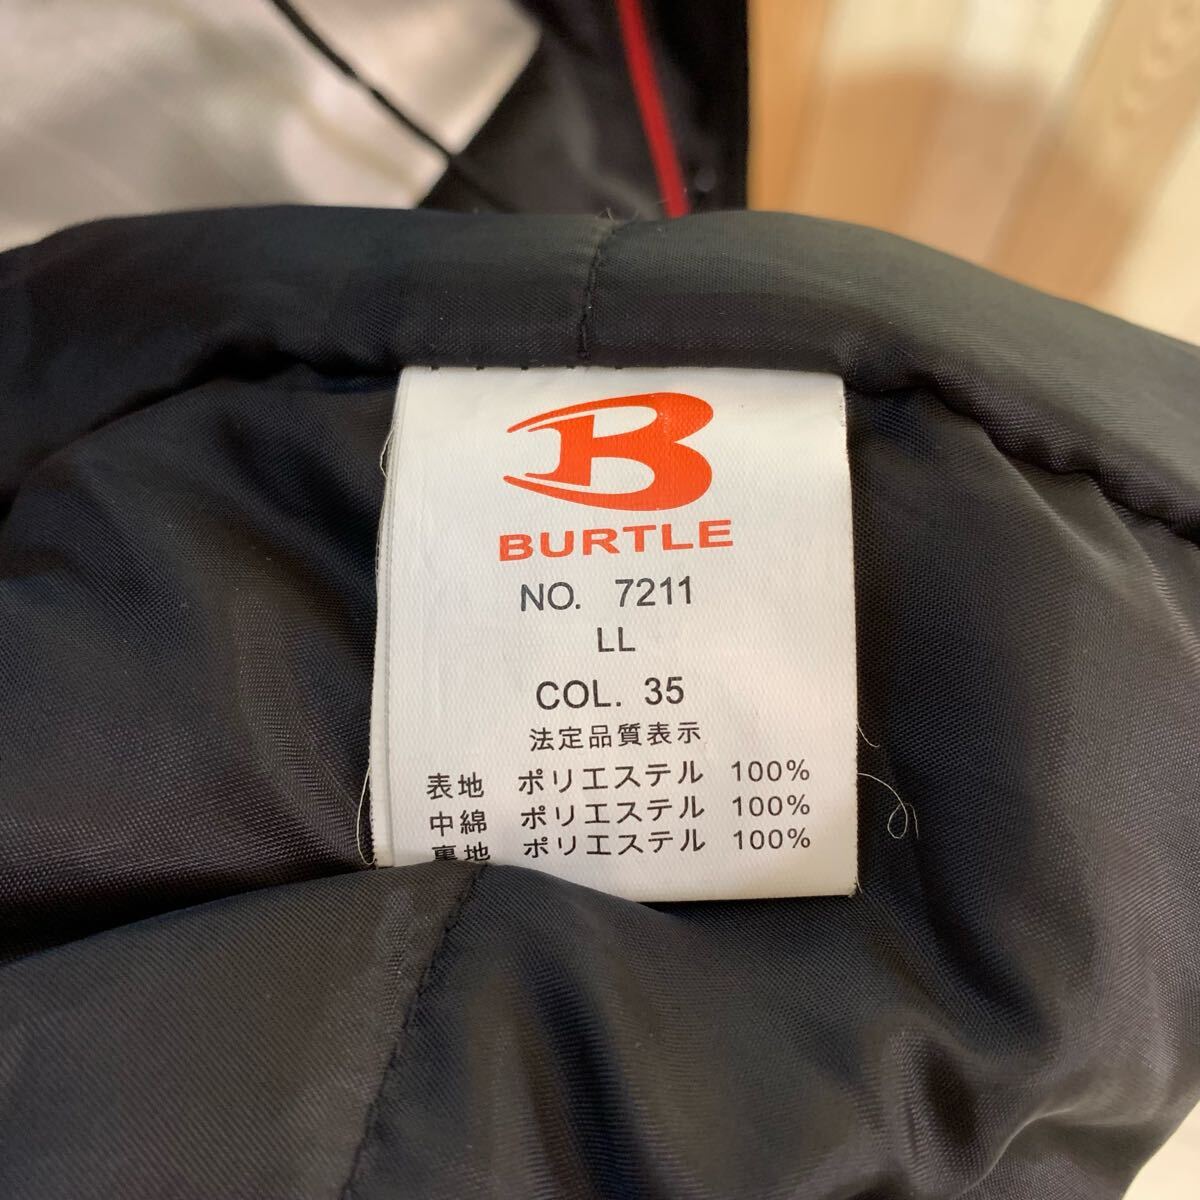 BURTLE
NO. 7211
LL
COL. 35
法定品質表示
表地 ポリエステル 100%
中綿 ポリエステル 100%
裏地 ポリエステル 100%